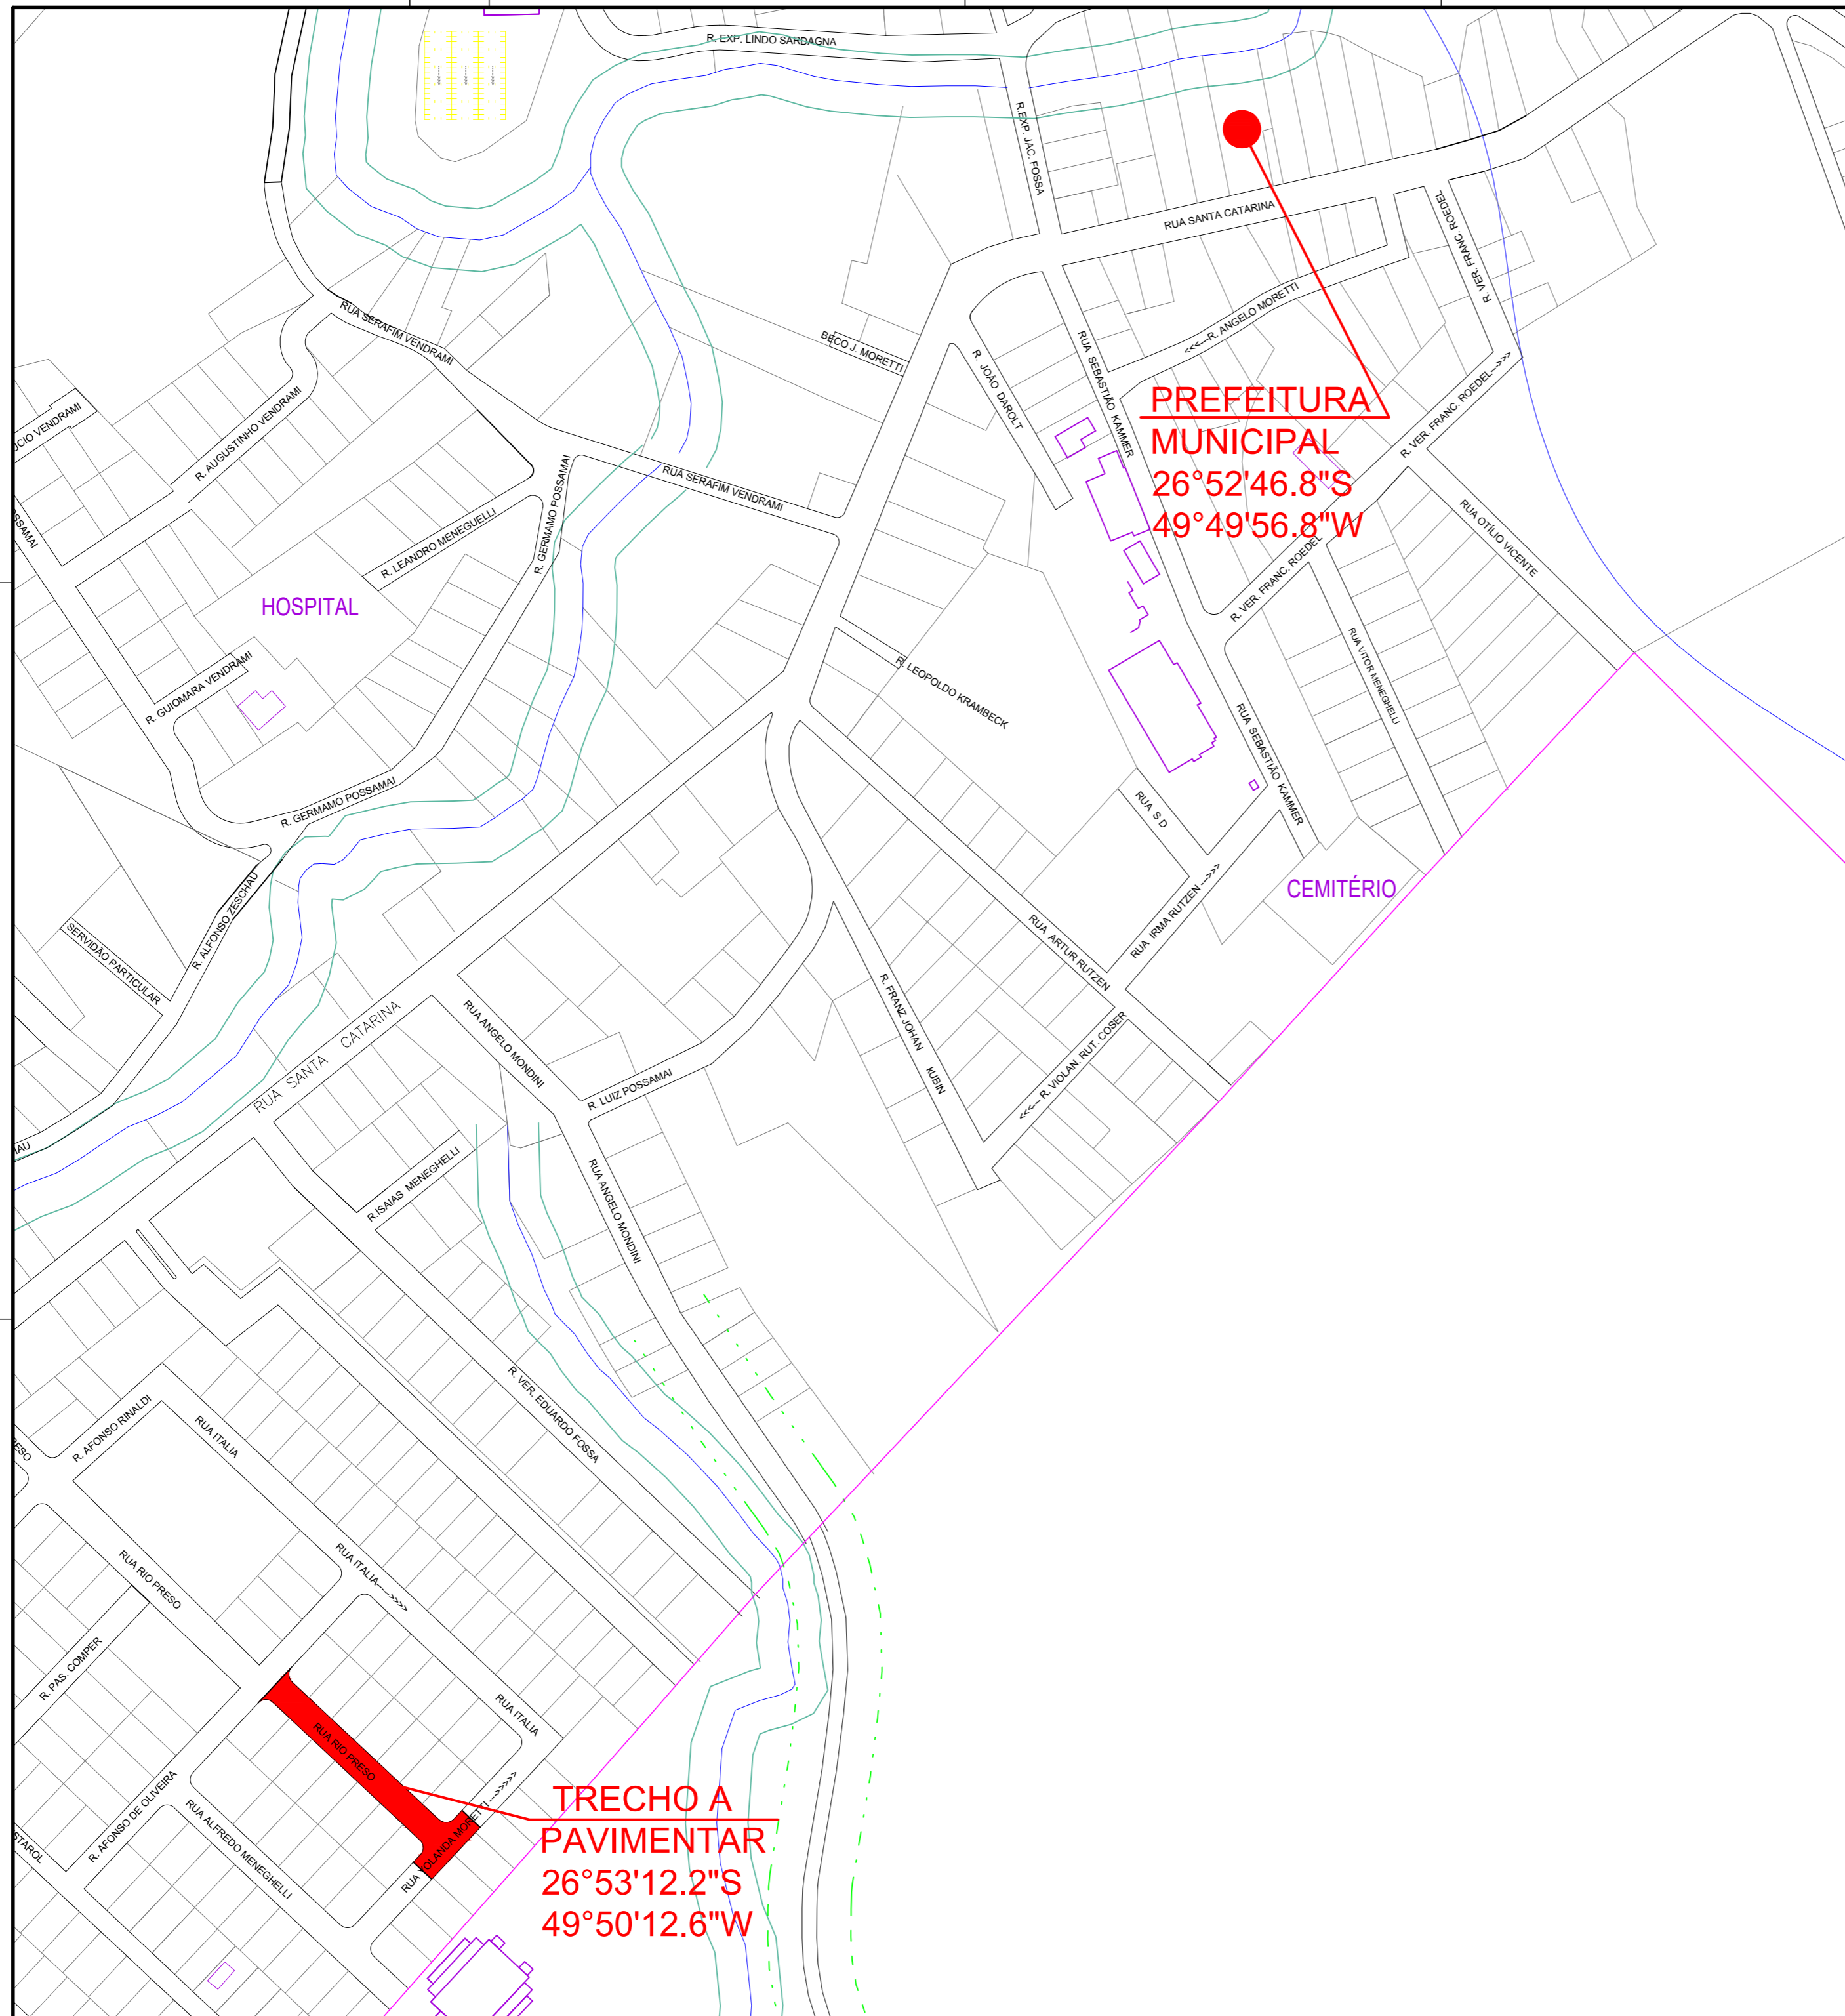 R. EXP. LINDO SARDAGNA
R.EXP. JAC. FOSSA
RUA SANTA CATARINA
R. VER. FRANC. ROEDEL
<<<---R. ANGELO MORETTI
RUA SERAFIM VENDRAMI
BECO J. MORETTI
R. JOÃO DAROLT
RUA SEBASTIÃO KAMMER
PREFEITURA
MUNICIPAL
26°52'46.8"S
49°49'56.8"W
R. VER. FRANC. ROEDEL--->>>
UCIO VENDRAMI
R. AUGUSTINHO VENDRAMI
RUA SERAFIM VENDRAMI
R. GERMAMO POSSAMAI
R. LEANDRO MENEGUELLI
RUA OTÍLIO VICENTE
R. VER. FRANC. ROEDEL
OSSAMAI
HOSPITAL
RUA VITOR MENEGHELLI
R. LEOPOLDO KRAMBECK
R. GUIOMARA VENDRAMI
RUA SEBASTIÃO KAMMER
R. GERMAMO POSSAMAI
RUA S D
CEMITÉRIO
R. ALFONSO ZESCHAU
SERVIDÃO PARTICULAR
RUA IRMA RUTZEN --->>>
RUA ARTUR RUTZEN
R. FRANZ JOHAN KUBIN
RUA SANTA CATARINA
RUA ANGELO MONDINI
<<<--- R. VIOLAN. RUT. COSER
R. LUIZ POSSAMAI
HAU
R.ISAIAS MENEGHELLI
RUA ANGELO MONDINI
R. VER. EDUARDO FOSSA
R. AFONSO RINALDI
RUA ITALIA
RESO
RUA RIO PRESO
RUA ITALIA---->>>>
R. PAS. COMPER
RUA ITALIA
RUA RIO PRESO
TRECHO A
PAVIMENTAR
26°53'12.2"S
49°50'12.6"W
R. AFONSO DE OLIVEIRA
RUA ALFREDO MENEGHELLI
STAROL